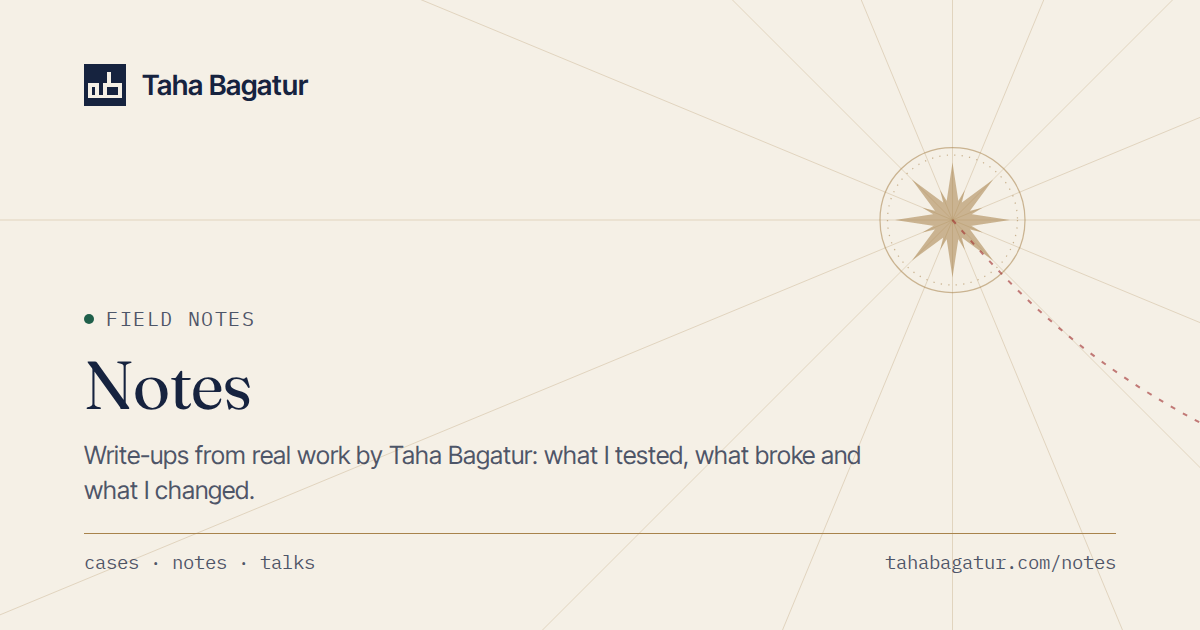 Taha Bagatur
FIELD NOTES
Notes
Write-ups from real work by Taha Bagatur: what I tested, what broke and
what I changed.
cases · notes · talks
tahabagatur.com/notes